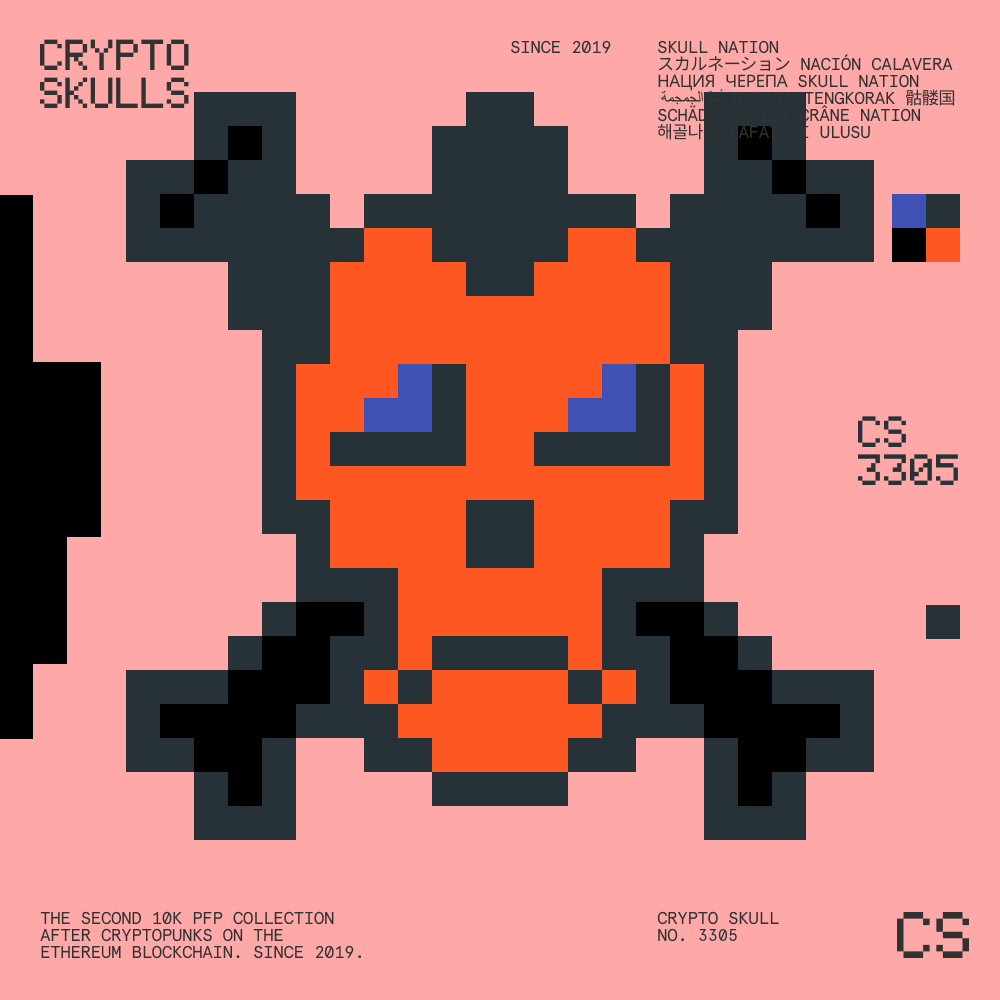 CRYPTO
SKULLS
SINCE 2019
SKULL NATION
スカルネーション NACIÓN CALAVERA
НАЦИЯ ЧЕРЕПА SKULL NATION
TENGKORAK 骷髅国
CRÂNE NATION
해골나 ULUSU
CS
3305
THE SECOND 10K PFP COLLECTION
AFTER CRYPTOPUNKS ON THE
ETHEREUM BLOCKCHAIN. SINCE 2019.
CRYPTO SKULL
NO. 3305
CS